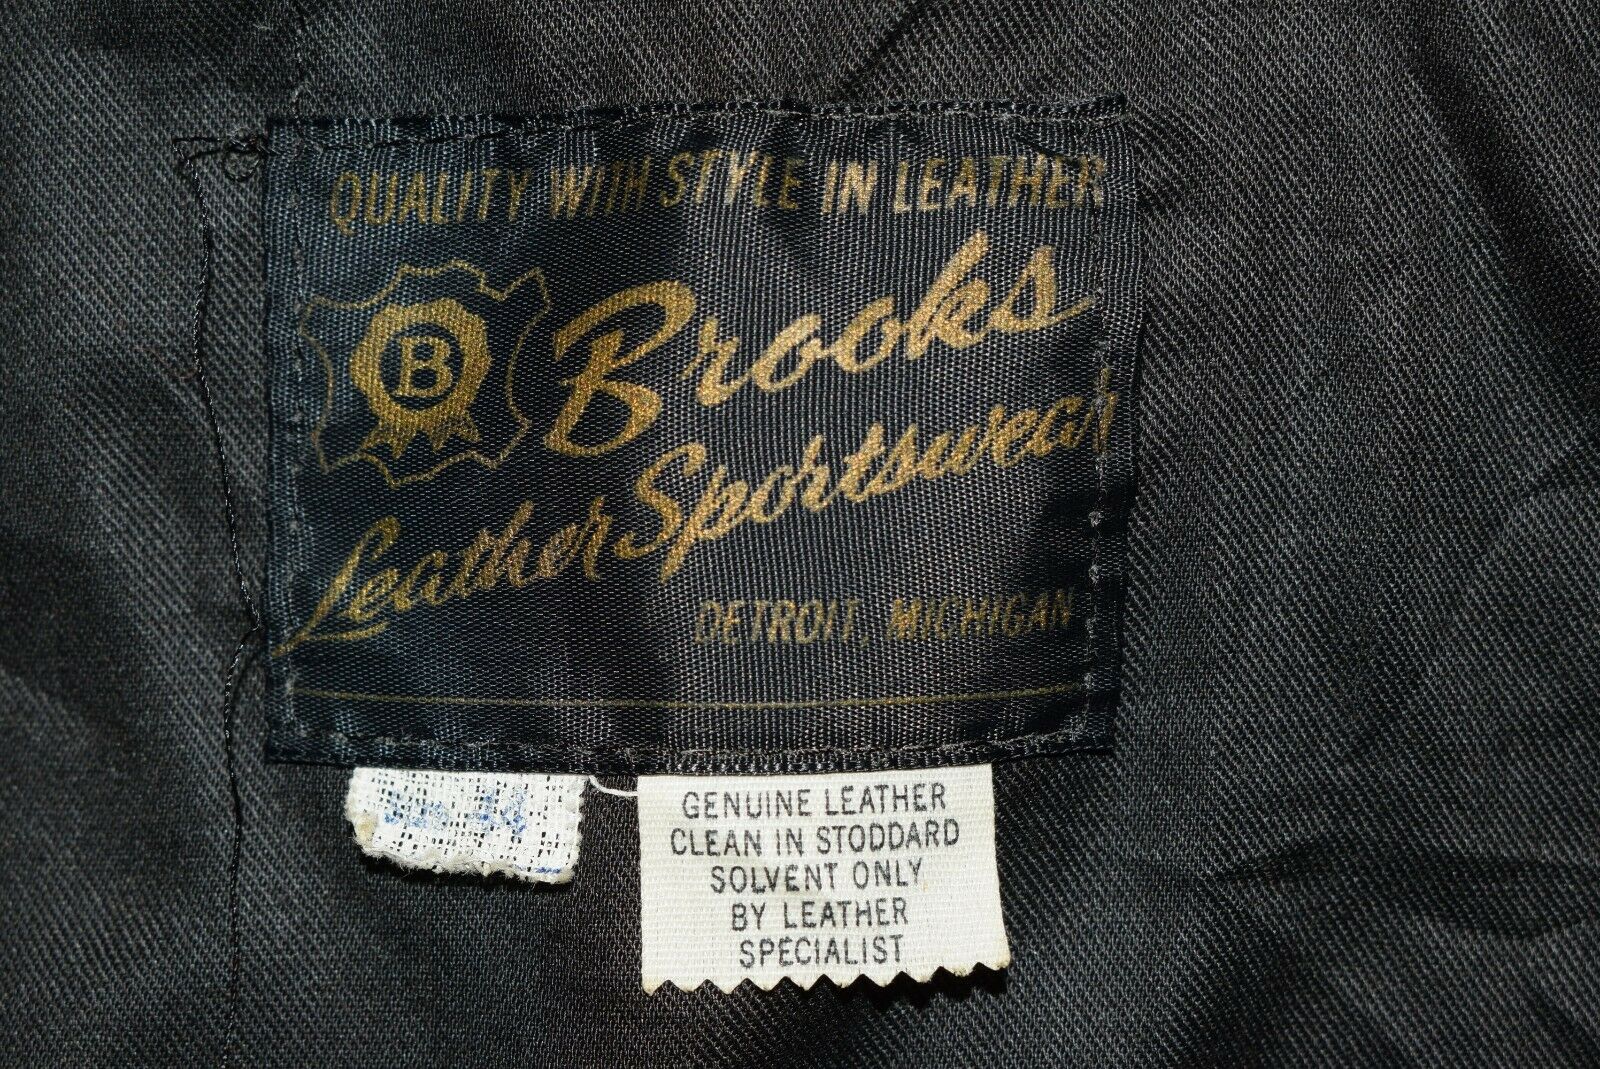 QUALITY WITH STYLE IN LEATHER
B
Brooks
Leather Sportswear
DETROIT, MICHIGAN
44
GENUINE LEATHER
CLEAN IN STODDARD
SOLVENT ONLY
BY LEATHER
SPECIALIST